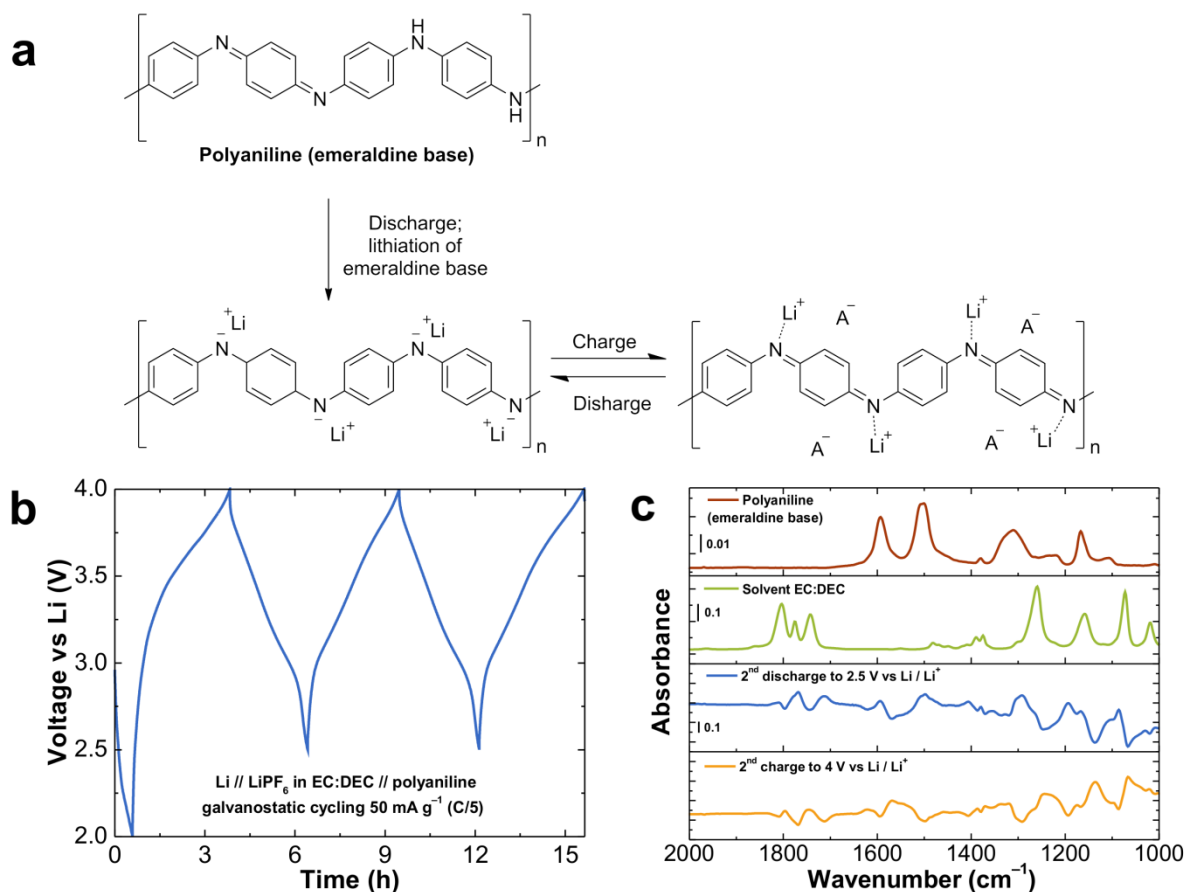 a
N
N
H
N
N
H
n
Polyaniline (emeraldine base)
Discharge;
lithiation of
emeraldine base
+Li
N−
+Li
N−
N−
Li+
+Li
N−
n
Charge
Disharge
Li+
A−
Li+
A−
N
N
N
N
A−
Li+
A−
+Li
n
b
Voltage vs Li (V)
4.0
3.5
3.0
2.5
2.0
Li // LiPF6 in EC:DEC // polyaniline
galvanostatic cycling 50 mA g−1 (C/5)
0 3 6 9 12 15
Time (h)
c
Absorbance
Polyaniline
(emeraldine base)
0.01
Solvent EC:DEC
0.1
2nd discharge to 2.5 V vs Li / Li+
0.1
2nd charge to 4 V vs Li / Li+
2000 1800 1600 1400 1200 1000
Wavenumber (cm−1)